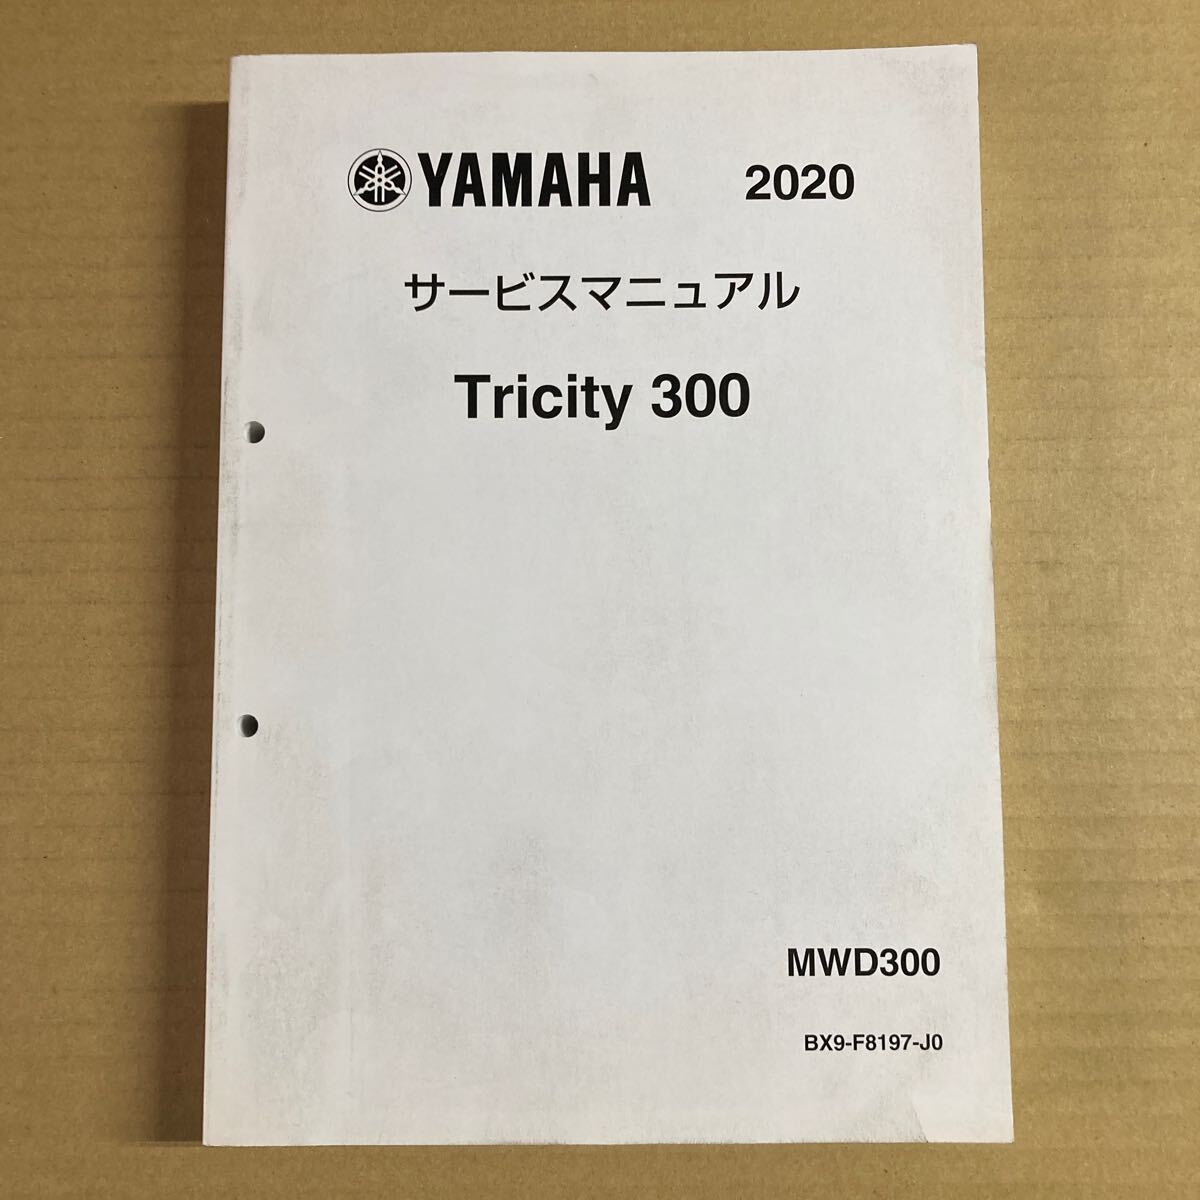 YAMAHA 2020
サービスマニュアル
Tricity 300
MWD300
BX9-F8197-J0